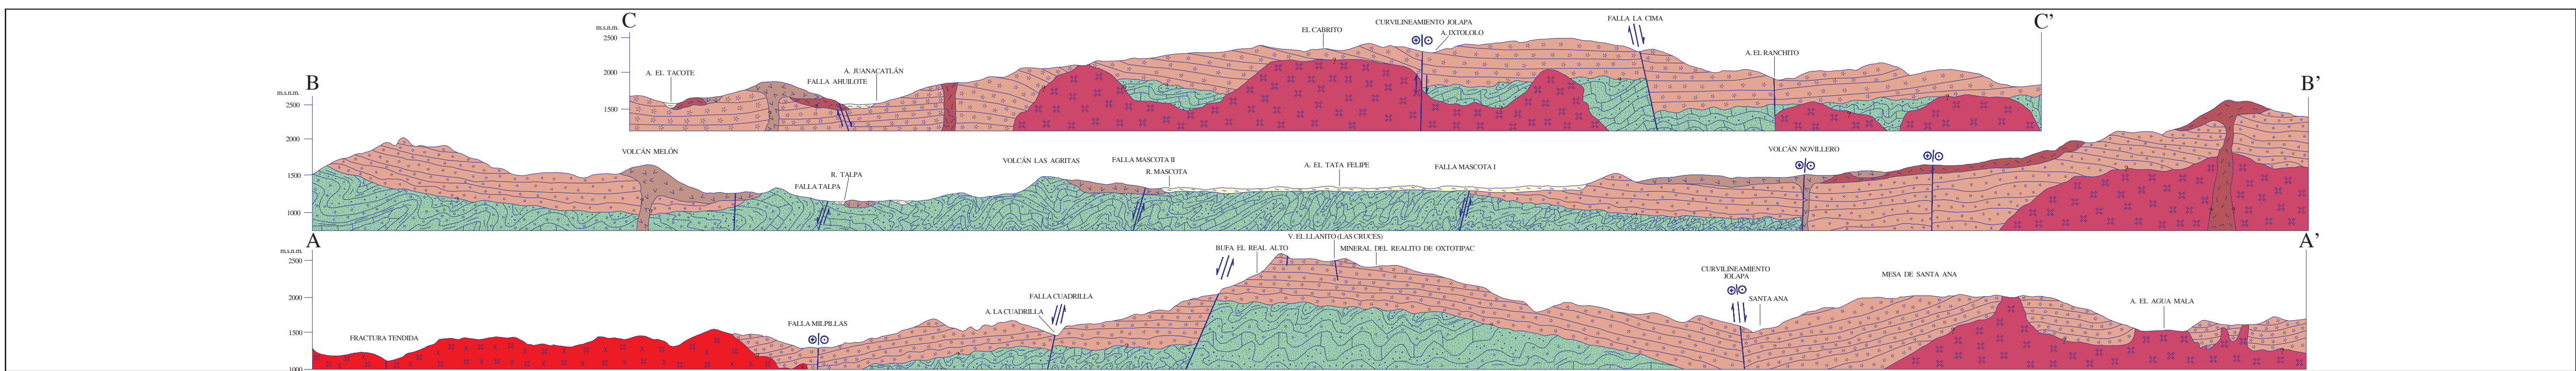 C
C’
m.s.n.m.
2500
2000
1500
A. EL TACOTE
FALLA AHUILOTE
A. JUANACATLÁN
EL CABRITO
CURVILINEAMIENTO JOLAPA
A. IXTOLOLO
FALLA LA CIMA
A. EL RANCHITO
B
B’
m.s.n.m.
2500
2000
1500
1000
VOLCÁN MELÓN
FALLA TALPA
R. TALPA
VOLCÁN LAS AGRITAS
FALLA MASCOTA II
R. MASCOTA
A. EL TATA FELIPE
FALLA MASCOTA I
VOLCÁN NOVILLERO
A
A’
m.s.n.m.
2500
2000
1500
1000
FRACTURA TENDIDA
FALLA MILPILLAS
A. LA CUADRILLA
FALLA CUADRILLA
BUFA EL REAL ALTO
V. EL LLANITO (LAS CRUCES)
MINERAL DEL REALITO DE OXTOTIPAC
CURVILINEAMIENTO
JOLAPA
SANTA ANA
MESA DE SANTA ANA
A. EL AGUA MALA